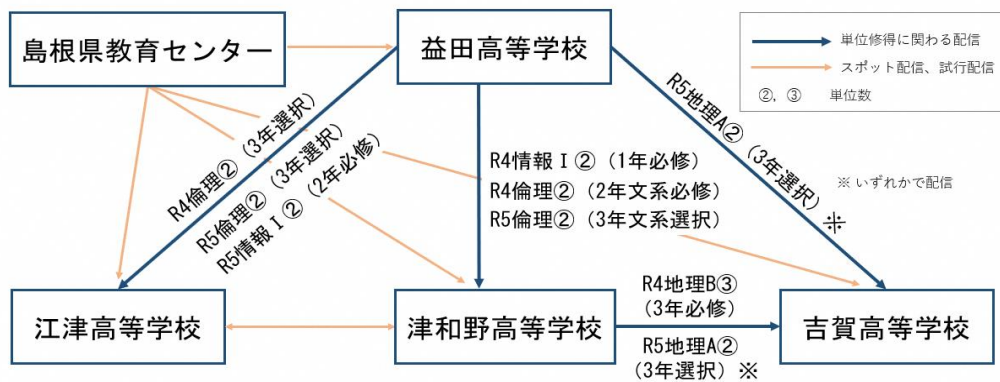 島根県教育センター
益田高等学校
単位修得に関わる配信
スポット配信、試行配信
②，③　単位数
R4倫理②（3年選択）
R5倫理②（3年選択）
R5情報Ⅰ②（2年必修）
R4情報Ⅰ②（1年必修）
R4倫理②（2年文系必修）
R5倫理②（3年文系選択）
R5地理A②（3年選択）※
※ いずれかで配信
江津高等学校
津和野高等学校
R4地理B③
（3年必修）
R5地理A②
（3年選択）※
吉賀高等学校